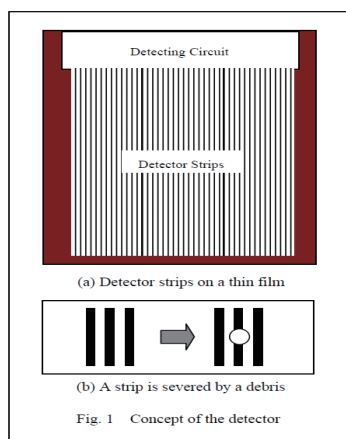 Detecting Circuit
Detector Strips
(a) Detector strips on a thin film
(b) A strip is severed by a debris
Fig. 1 Concept of the detector